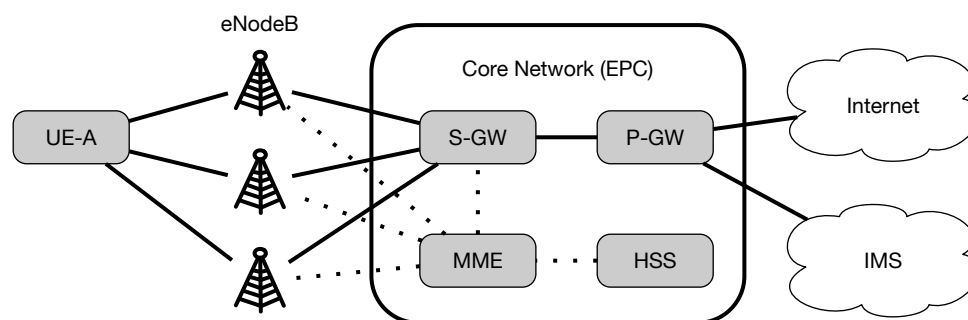 eNodeB
Core Network (EPC)
UE-A
S-GW
P-GW
Internet
MME
HSS
IMS